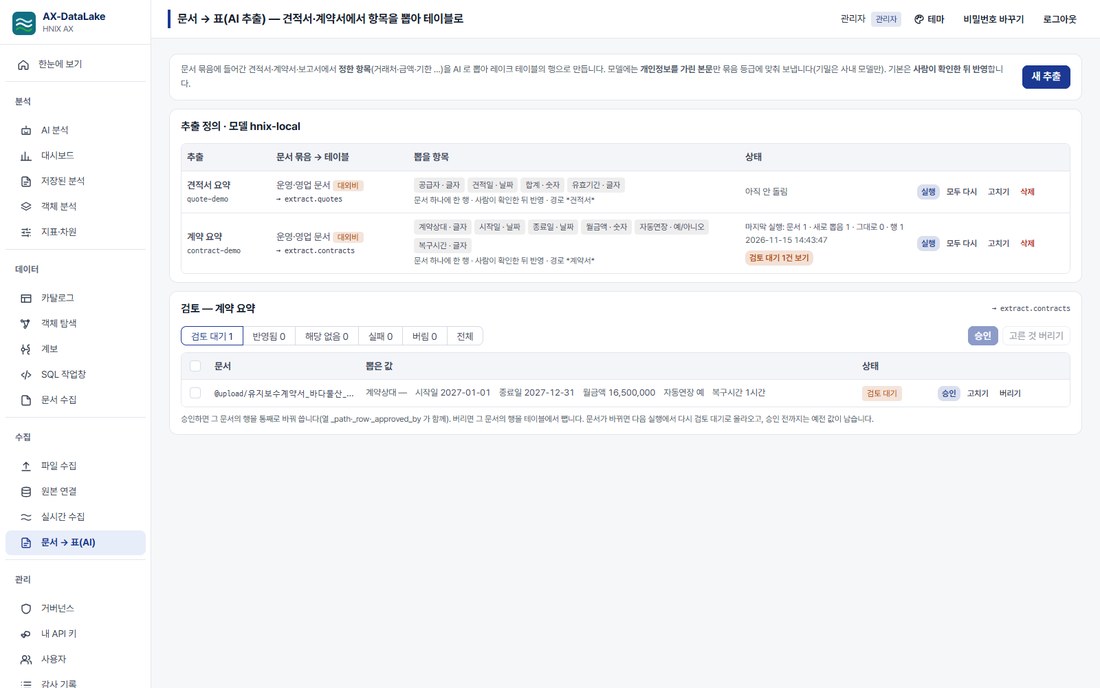 AX-DataLake
HNIX AX
문서 → 표(AI 추출) — 견적서·계약서에서 항목을 뽑아 테이블로
관리자 관리자 테마 비밀번호 바꾸기 로그아웃
한눈에 보기
분석
AI 분석
대시보드
저장된 분석
객체 분석
지표·차원
데이터
카탈로그
객체 탐색
계보
SQL 작업창
문서 수집
수집
파일 수집
원본 연결
실시간 수집
문서 → 표(AI)
관리
거버넌스
내 API 키
사용자
감사 기록
문서 묶음에 들어간 견적서·계약서·보고서에서 정한 항목(거래처·금액·기한 …)을 AI 로 뽑아 레이크 테이블의 행으로 만듭니다. 모델에는 개인정보를 가린 본문만 묶음 등급에 맞춰 보냅니다(기밀은 사내 모델만). 기본은 사람이 확인한 뒤 반영합니
다.
새 추출
추출 정의 · 모델 hnix-local
추출 문서 묶음 → 테이블 뽑을 항목 상태
견적서 요약
quote-demo
운영·영업 문서 대외비
→ extract.quotes
공급자 · 글자 견적일 · 날짜 합계 · 숫자 유효기간 · 글자
문서 하나에 한 행 · 사람이 확인한 뒤 반영 · 경로 *견적서*
아직 안 돌림
실행 모두 다시 고치기 삭제
계약 요약
contract-demo
운영·영업 문서 대외비
→ extract.contracts
계약상대 · 글자 시작일 · 날짜 종료일 · 날짜 월금액 · 숫자 자동연장 · 예/아니오
복구시간 · 글자
문서 하나에 한 행 · 사람이 확인한 뒤 반영 · 경로 *계약서*
마지막 실행: 문서 1 · 새로 뽑음 1 · 그대로 0 · 행 1
2026-11-15 14:43:47
검토 대기 1건 보기
실행 모두 다시 고치기 삭제
검토 — 계약 요약
→ extract.contracts
검토 대기 1 반영됨 0 해당 없음 0 실패 0 버림 0 전체
승인 고른 것 버리기
문서 뽑은 값 상태
@upload/유지보수계약서_바다물산_… 계약상대 — 시작일 2027-01-01 종료일 2027-12-31 월금액 16,500,000 자동연장 예 복구시간 1시간 검토 대기 승인 고치기 버리기
승인하면 그 문서의 행을 통째로 바꿔 씁니다(열 _path·_row·_approved_by 가 함께). 버리면 그 문서의 행을 테이블에서 뺍니다. 문서가 바뀌면 다음 실행에서 다시 검토 대기로 올라오고, 승인 전까지는 예전 값이 남습니다.